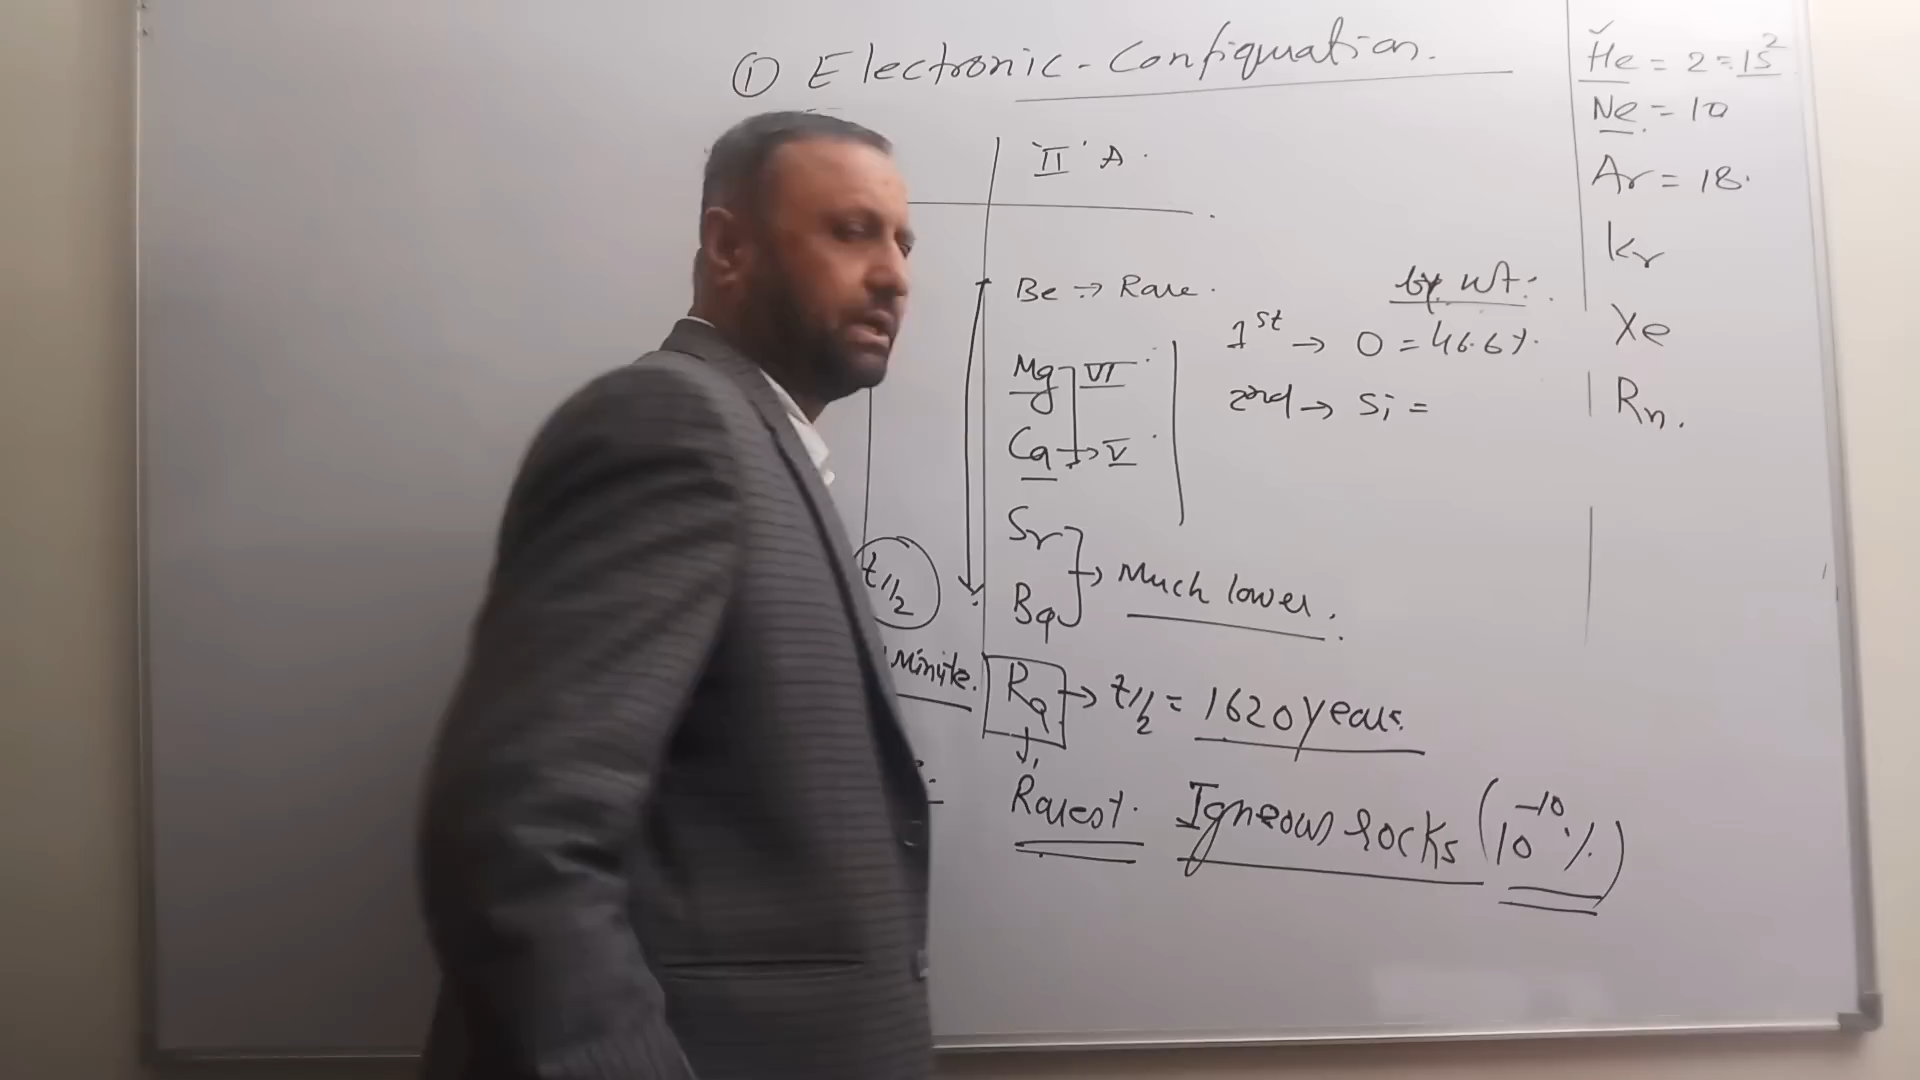 ① Electronic - Configuration.
II A.
Be → Rare.
Mg VI
Ca → V
Sr
Ba
→ Much lower.
t1/2
Minute.
Ra → t1/2 = 1620 years.
Rarest. Igneous rocks (10⁻¹⁰ %)
by wt.
1st → O = 46.6%.
2nd → Si =
He = 2 = 1s²
Ne = 10
Ar = 18.
Kr
Xe
Rn.